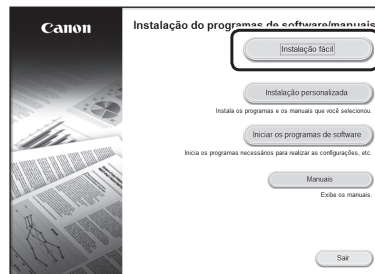 Canon
Instalação do programas de software/manuais
Instalação fácil
Instalação personalizada
Instala os programas e os manuais que você selecionou.
Iniciar os programas de software
Inicia os programas necessários para realizar as configurações, etc.
Manuais
Exibe os manuais.
Sair